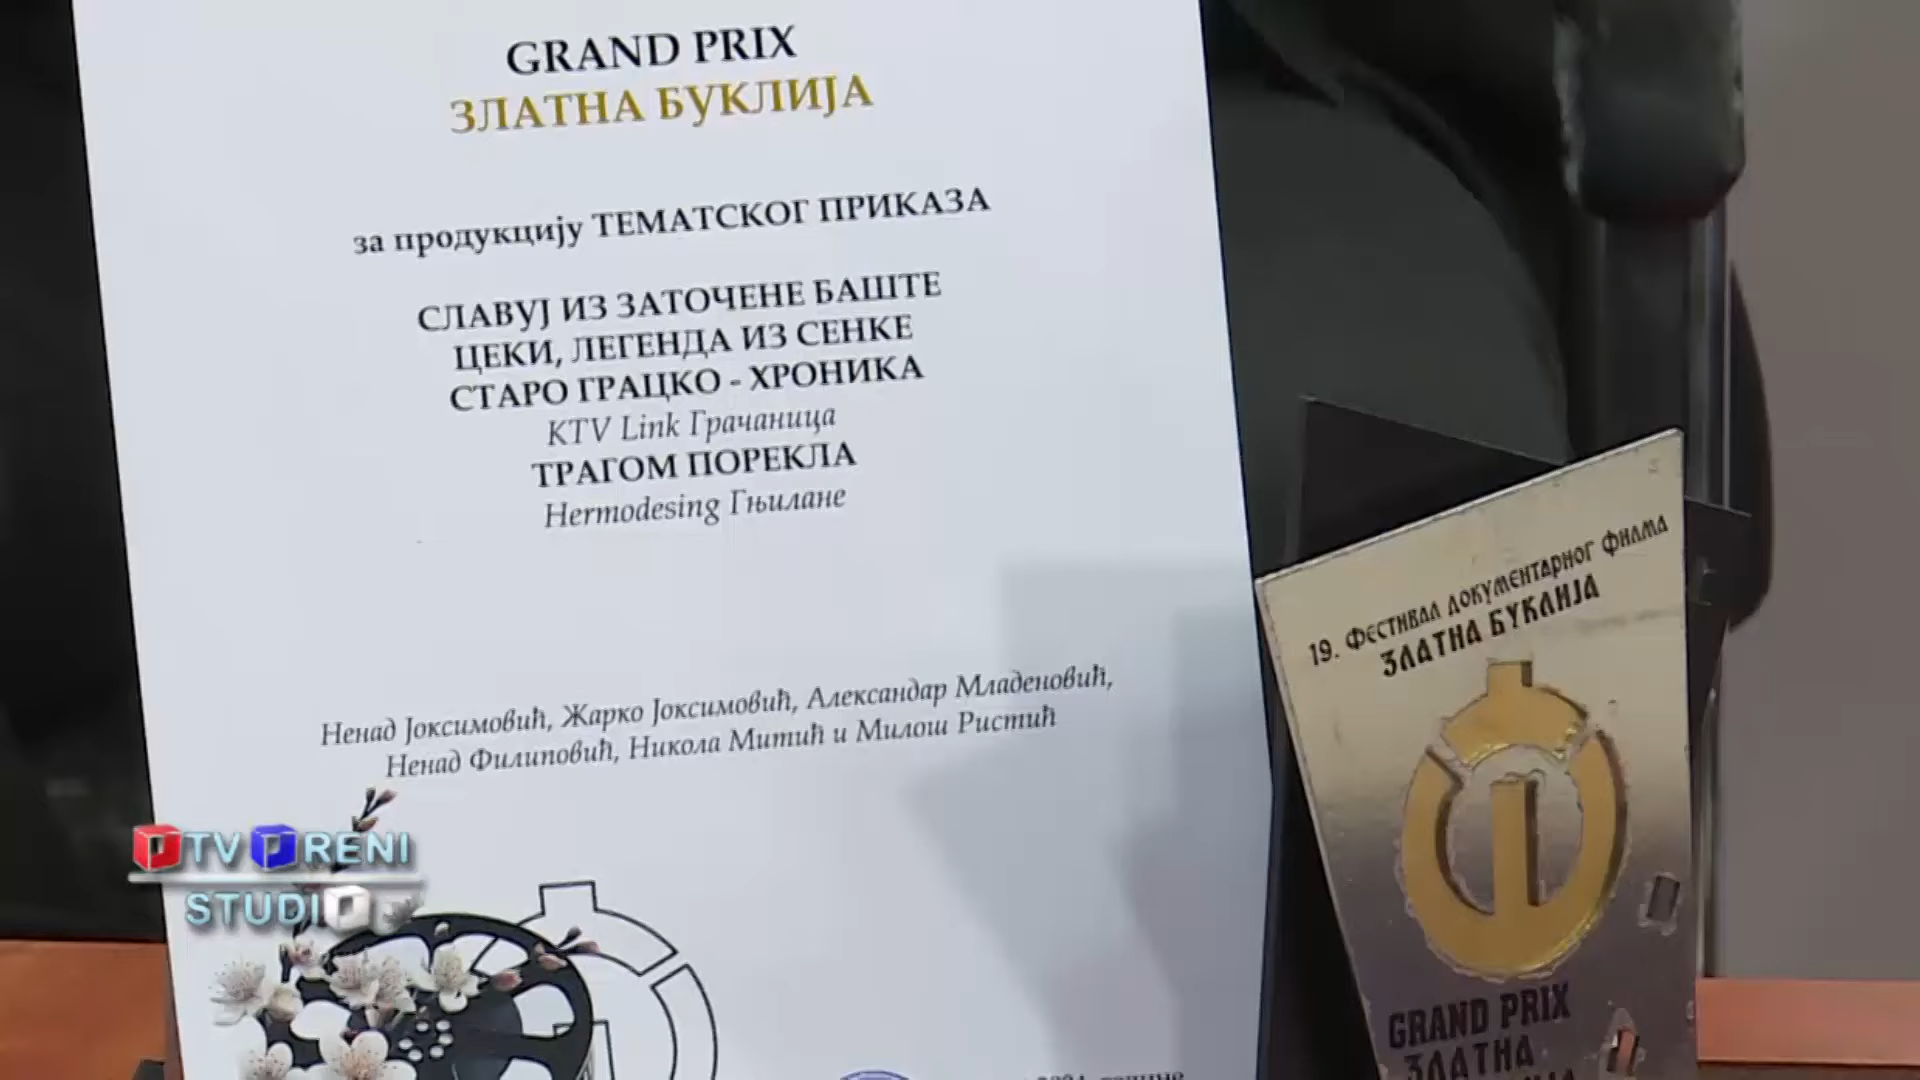 GRAND PRIX
ЗЛАТНА БУКЛИЈА
за продукцију ТЕМАТСКОГ ПРИКАЗА
СЛАВУЈ ИЗ ЗАТОЧЕНЕ БАШТЕ
ЦЕКИ, ЛЕГЕНДА ИЗ СЕНКЕ
СТАРО ГРАЦКО - ХРОНИКА
KTV Link Грачаница
ТРАГОМ ПОРЕКЛА
Hermodesing Гњилане
Ненад Јоксимовић, Жарко Јоксимовић, Александар Младеновић,
Ненад Филиповић, Никола Митић и Милош Ристић
TV PRENI
STUDIO
19. ФЕСТИВАЛ ДОКУМЕНТАРНОГ ФИЛМА
ЗЛАТНА БУКЛИЈА
GRAND PRIX
ЗЛАТНА